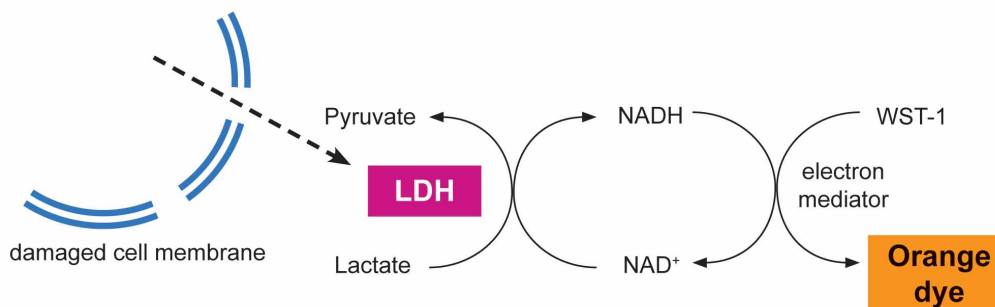 Pyruvate
NADH
WST-1
LDH
electron
mediator
damaged cell membrane
Lactate
NAD⁺
Orange
dye